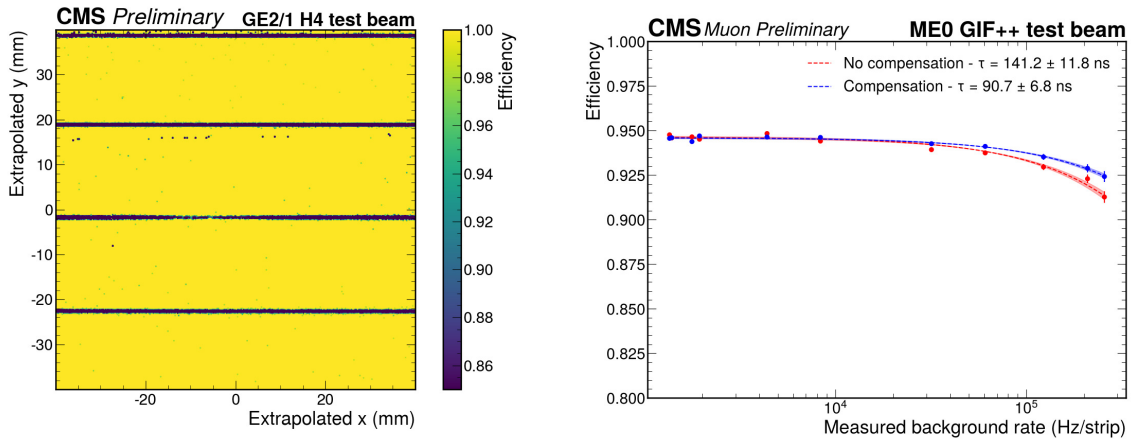 CMS Preliminary GE2/1 H4 test beam
Extrapolated y (mm)
30
20
10
0
-10
-20
-30
-20 0 20
Extrapolated x (mm)
1.00
0.98
0.96
0.94
0.92
0.90
0.88
0.86
Efficiency
CMS Muon Preliminary ME0 GIF++ test beam
Efficiency
1.000
0.975
0.950
0.925
0.900
0.875
0.850
0.825
0.800
No compensation - τ = 141.2 ± 11.8 ns
Compensation - τ = 90.7 ± 6.8 ns
10⁴ 10⁵
Measured background rate (Hz/strip)